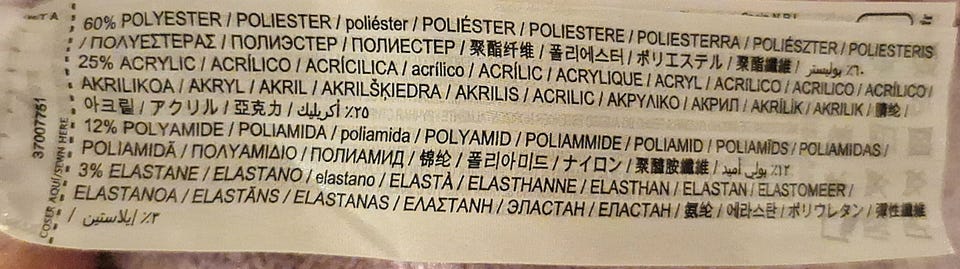 60% POLYESTER / POLIESTER / poliéster / POLIÉSTER / POLIESTERE / POLIESTERRA / POLIÉSZTER / POLIESTERIS
/ ΠΟΛΥΕΣΤΕΡΑΣ / ПОЛИЭСТЕР / ПОЛИЕСТЕР / 聚酯纤维 / 폴리에스터 / ポリエステル / 聚酯纖維 / ٦٠٪ بوليستر
25% ACRYLIC / ACRÍLICO / ACRÍCILICA / acrílico / ACRÍLIC / ACRYLIQUE / ACRYL / ACRILICO / ACRILICO / ACRÍLICO /
AKRILIKOA / AKRYL / AKRIL / AKRILŠĶIEDRA / AKRILIS / ACRILIC / ΑΚΡΥΛΙΚΟ / АКРИЛ / AKRİLİK / AKRILIK / 腈纶 /
아크릴 / アクリル / 亞克力 / ٢٥٪ أكريليك
12% POLYAMIDE / POLIAMIDA / poliamida / POLYAMID / POLIAMMIDE / POLIAMID / POLIAMĪDS / POLIAMIDAS /
POLIAMIDĂ / ΠΟΛΥΑΜΙΔΙΟ / ПОЛИАМИД / 锦纶 / 폴리아미드 / ナイロン / 聚醯胺纖維 / ١٢٪ بولي أميد
3% ELASTANE / ELASTANO / elastano / ELASTÀ / ELASTHANNE / ELASTHAN / ELASTAN / ELASTOMEER /
ELASTANOA / ELASTĀNS / ELASTANAS / ΕΛΑΣΤΑΝΗ / ЭЛАСТАН / ЕЛАСТАН / 氨纶 / 에라스탄 / ポリウレタン / 彈性纖維
/ ٣٪ إيلاستين
37007751
COSER AQUÍ/SEWN HERE